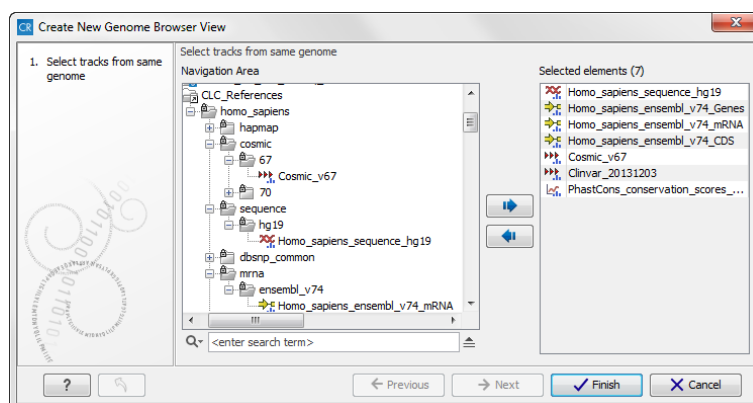 CR Create New Genome Browser View
1. Select tracks from same
genome
Select tracks from same genome
Navigation Area
CLC_References
homo_sapiens
hapmap
cosmic
67
Cosmic_v67
70
sequence
hg19
Homo_sapiens_sequence_hg19
dbsnp_common
mrna
ensembl_v74
Homo_sapiens_ensembl_v74_mRNA
<enter search term>
Selected elements (7)
Homo_sapiens_sequence_hg19
Homo_sapiens_ensembl_v74_Genes
Homo_sapiens_ensembl_v74_mRNA
Homo_sapiens_ensembl_v74_CDS
Cosmic_v67
Clinvar_20131203
PhastCons_conservation_scores_...
? Previous Next Finish Cancel